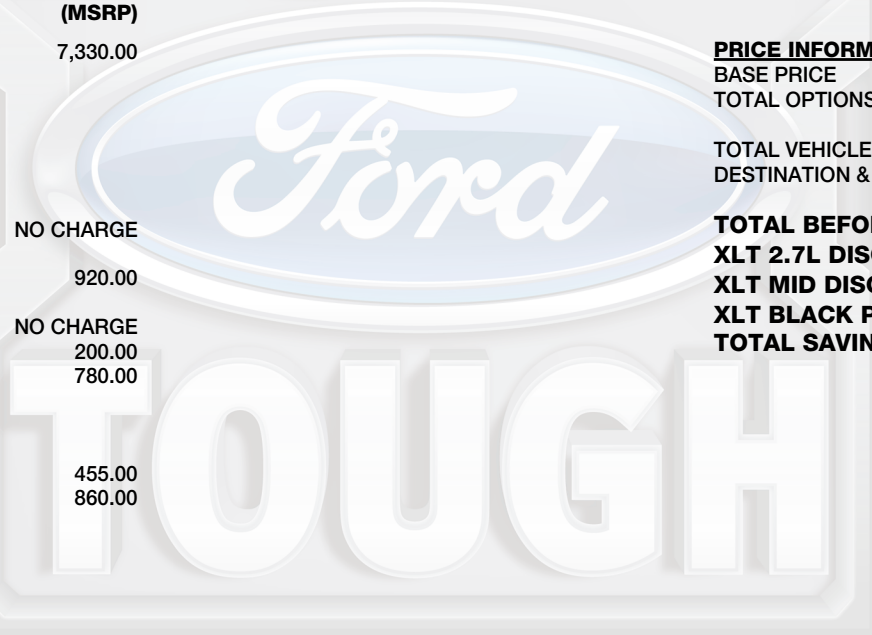 (MSRP)
7,330.00
NO CHARGE
920.00
NO CHARGE
200.00
780.00
455.00
860.00
PRICE INFORM
BASE PRICE
TOTAL OPTIONS
TOTAL VEHICLE
DESTINATION &
TOTAL BEFO
XLT 2.7L DIS
XLT MID DISC
XLT BLACK P
TOTAL SAVIN
Ford
TOUGH